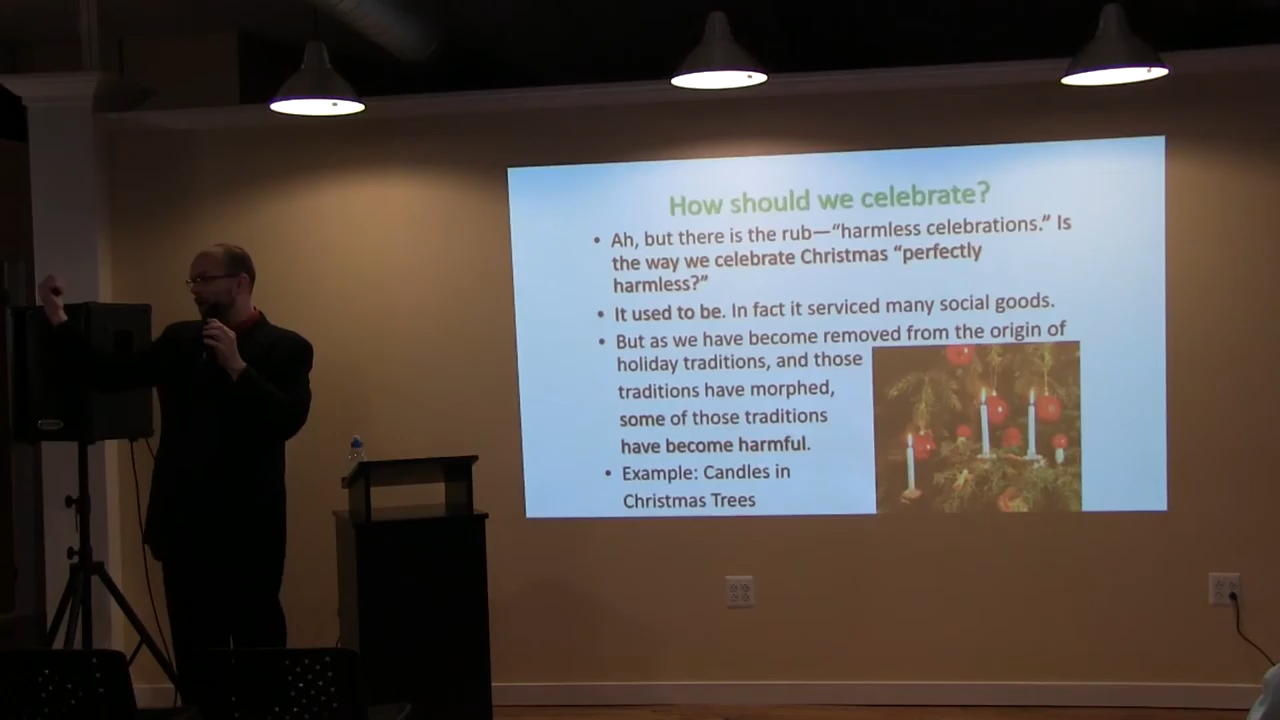 How should we celebrate?
• Ah, but there is the rub—“harmless celebrations.” Is
the way we celebrate Christmas “perfectly
harmless?”
• It used to be. In fact it serviced many social goods.
• But as we have become removed from the origin of
holiday traditions, and those
traditions have morphed,
some of those traditions
have become harmful.
• Example: Candles in
Christmas Trees